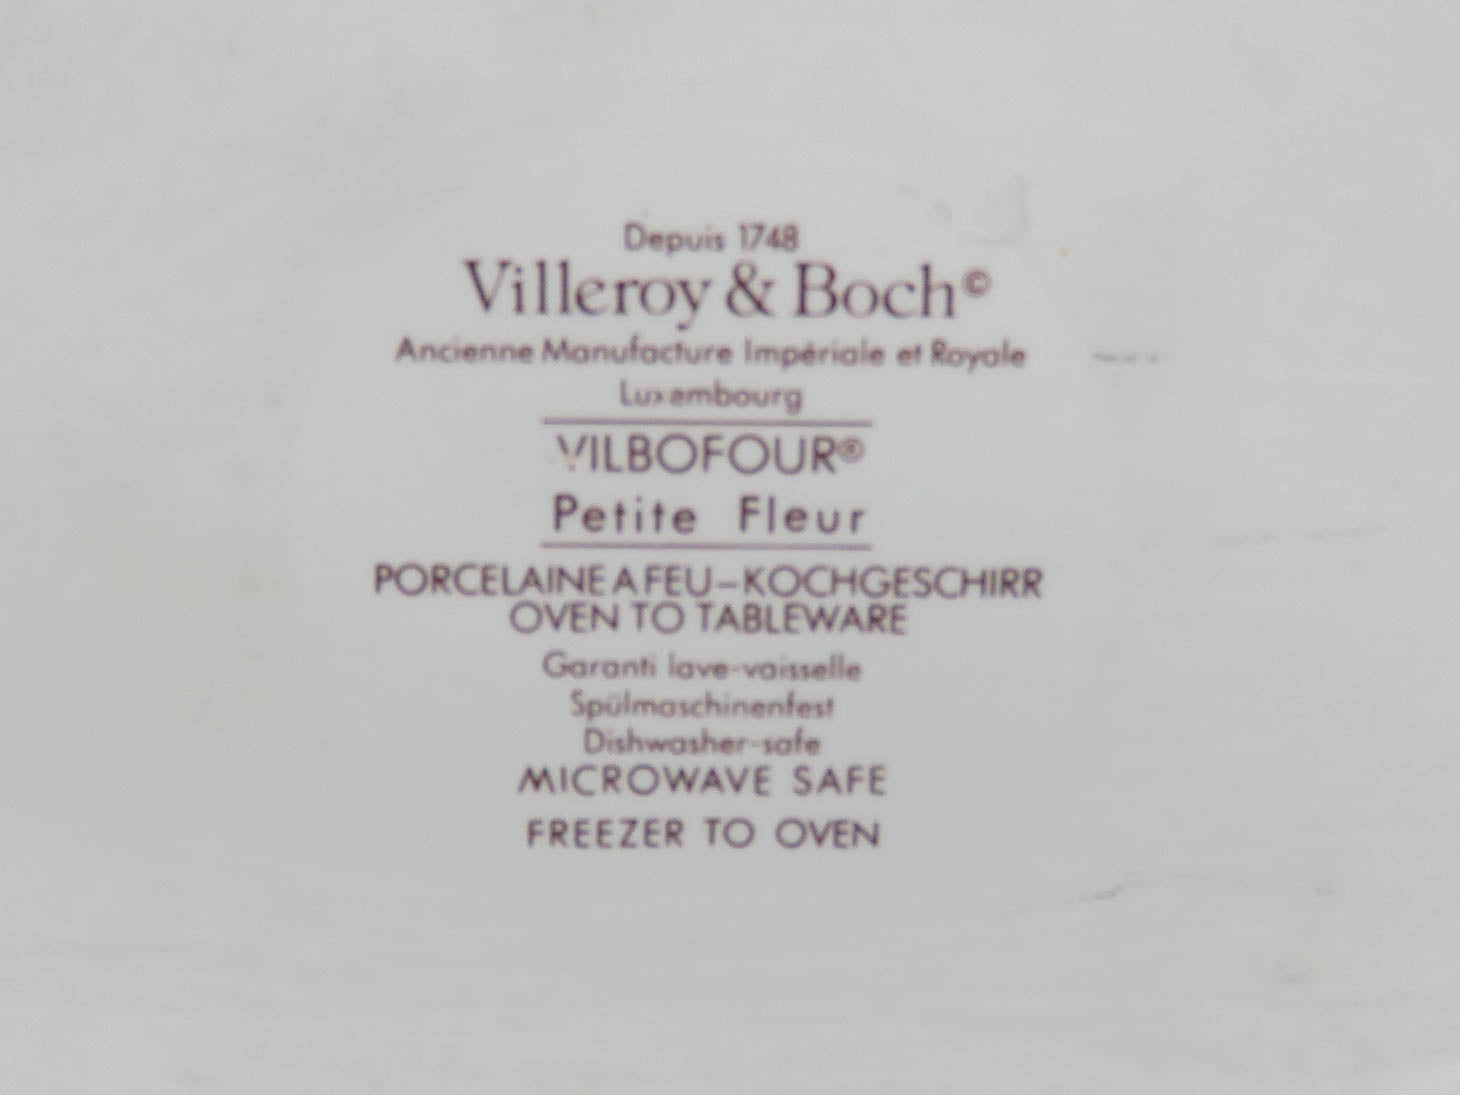 Depuis 1748
Villeroy & Boch©
Ancienne Manufacture Impériale et Royale
Luxembourg
VILBOFOUR®
Petite Fleur
PORCELAINE A FEU–KOCHGESCHIRR
OVEN TO TABLEWARE
Garanti lave-vaisselle
Spülmaschinenfest
Dishwasher-safe
MICROWAVE SAFE
FREEZER TO OVEN